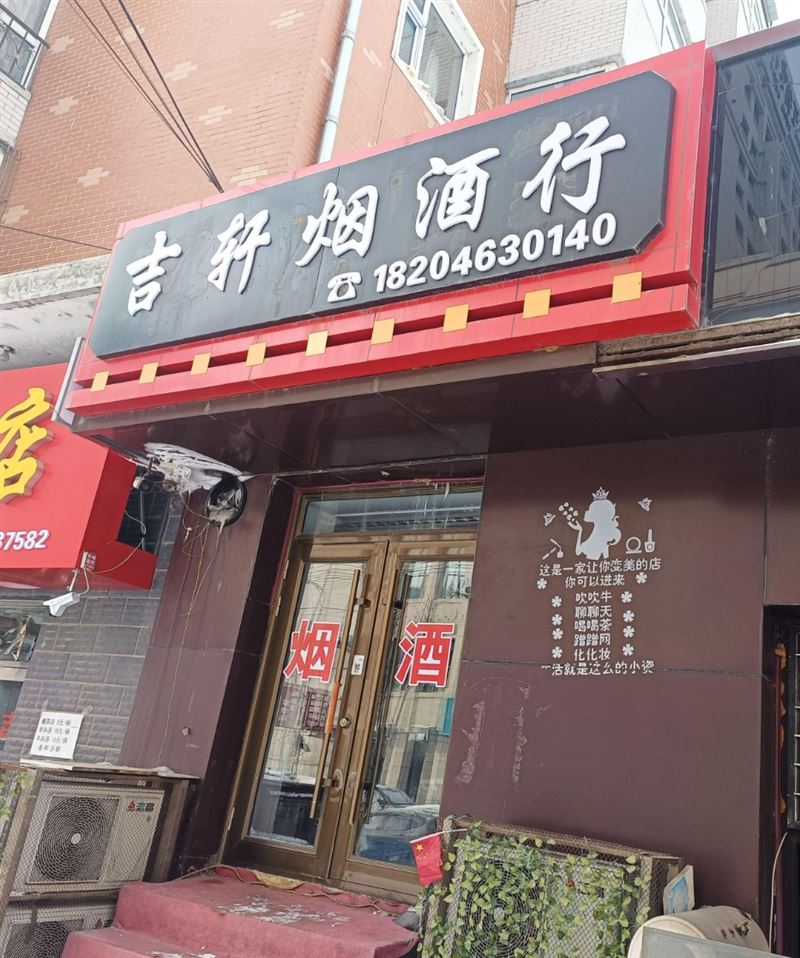 吉轩烟酒行
☎18204630140
店
37582
烟 酒
这是一家让你变美的店
你可以进来
吹吹牛
聊聊天
喝喝茶
蹭蹭网
化化妆
生活就是这么的小资